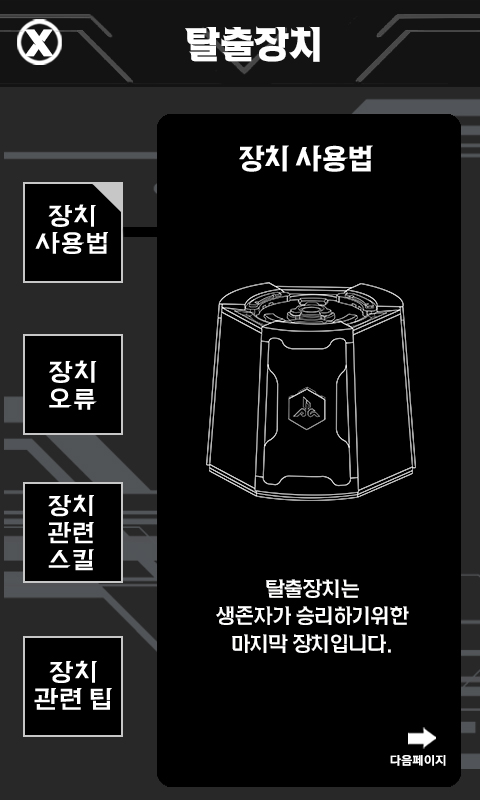 X
탈출장치
장치 사용법
장치
사용법
장치
오류
장치
관련
스킬
장치
관련 팁
탈출장치는
생존자가 승리하기위한
마지막 장치입니다.
다음페이지